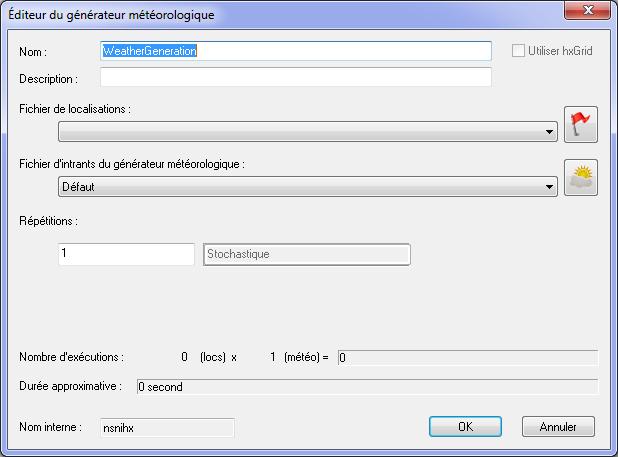 Éditeur du générateur météorologique
Nom :
WeatherGeneration
Utiliser hxGrid
Description :
Fichier de localisations :
Fichier d'intrants du générateur météorologique :
Défaut
Répétitions :
1
Stochastique
Nombre d'exécutions : 0 (locs) x 1 (météo) = 0
Durée approximative : 0 second
Nom interne : nsnihx
OK
Annuler